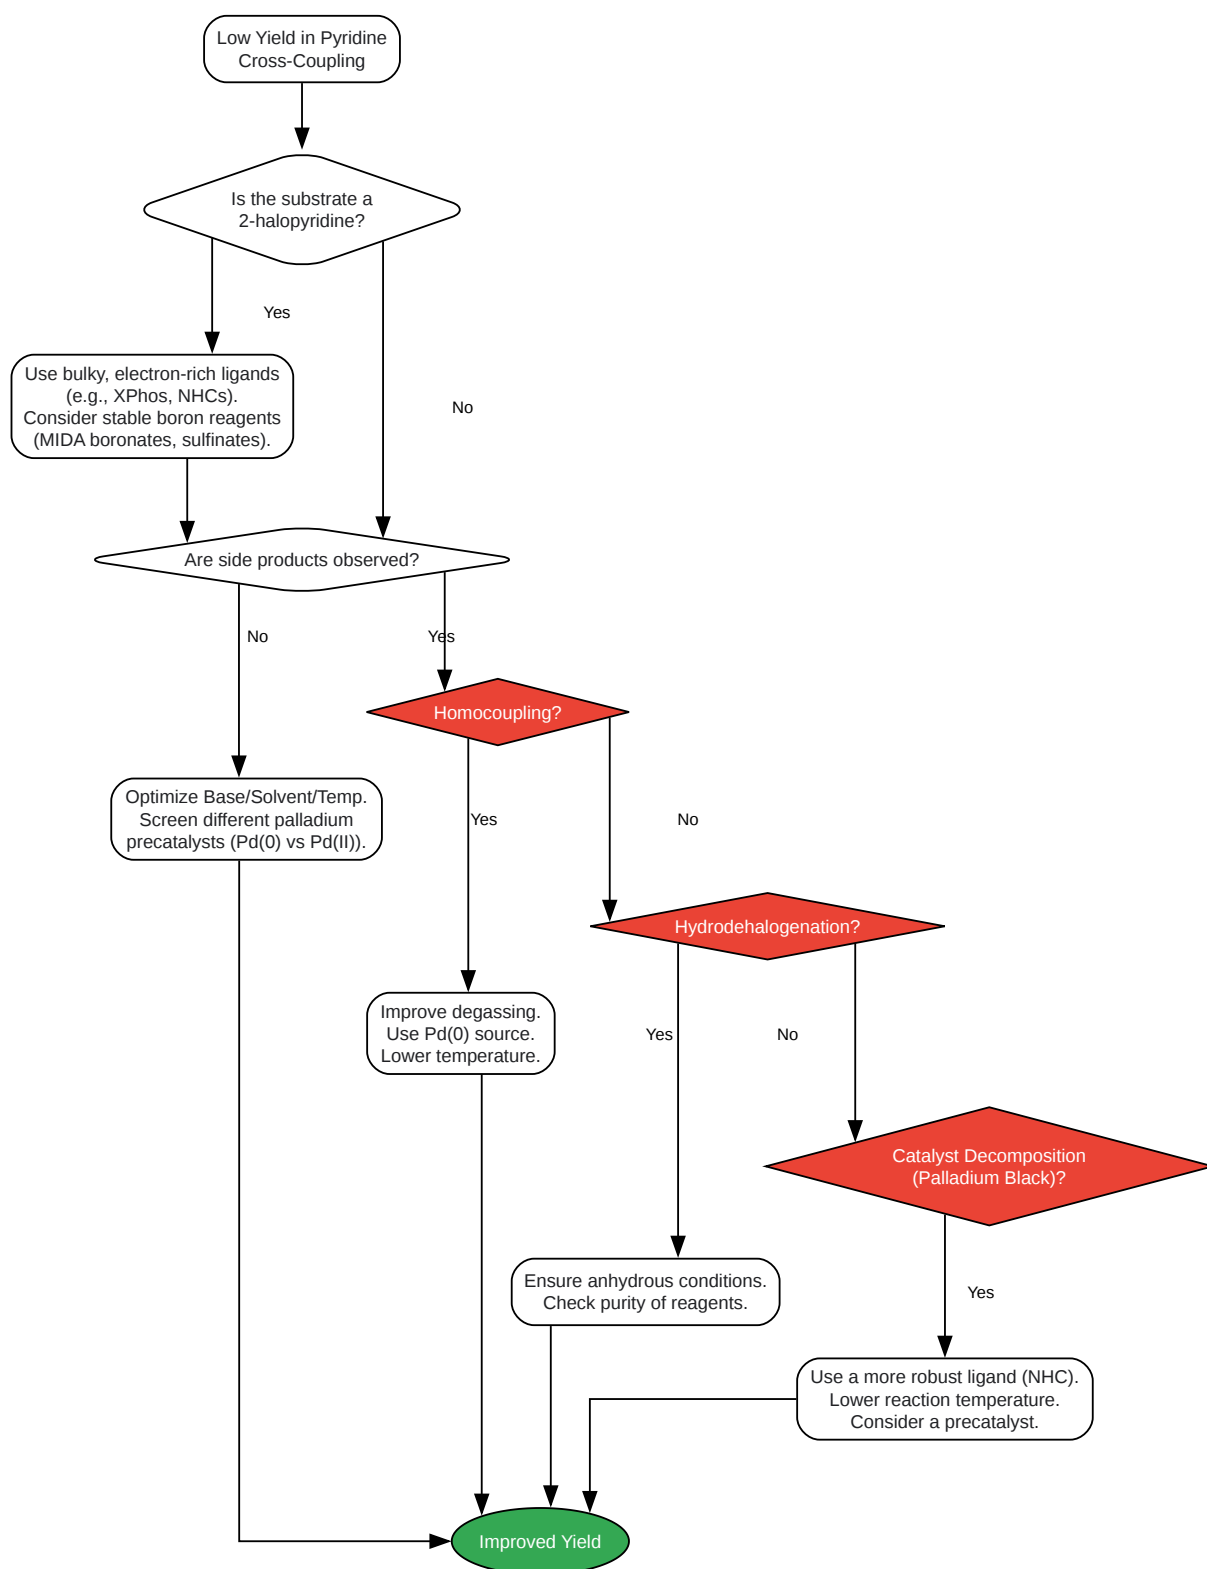 Low Yield in Pyridine
Cross-Coupling
Is the substrate a
2-halopyridine?
Yes
Use bulky, electron-rich ligands
(e.g., XPhos, NHCs).
Consider stable boron reagents
(MIDA boronates, sulfinates).
No
Are side products observed?
No
Yes
Homocoupling?
Optimize Base/Solvent/Temp.
Screen different palladium
precatalysts (Pd(0) vs Pd(II)).
Yes
No
Hydrodehalogenation?
Improve degassing.
Use Pd(0) source.
Lower temperature.
Yes
No
Catalyst Decomposition
(Palladium Black)?
Ensure anhydrous conditions.
Check purity of reagents.
Yes
Use a more robust ligand (NHC).
Lower reaction temperature.
Consider a precatalyst.
Improved Yield